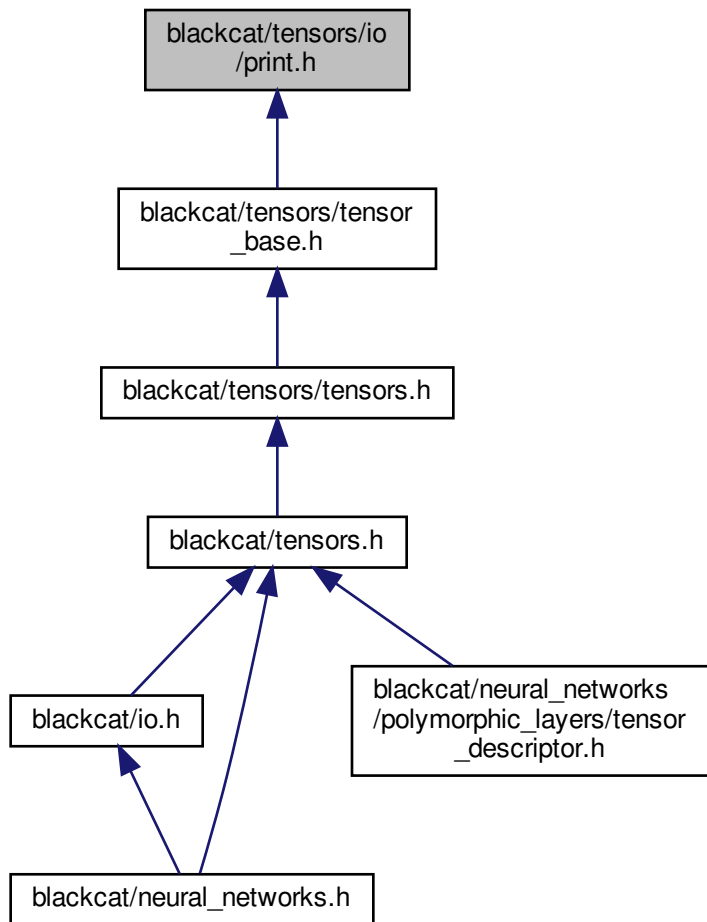 blackcat/tensors/io
/print.h
blackcat/tensors/tensor
_base.h
blackcat/tensors/tensors.h
blackcat/tensors.h
blackcat/io.h
blackcat/neural_networks
/polymorphic_layers/tensor
_descriptor.h
blackcat/neural_networks.h